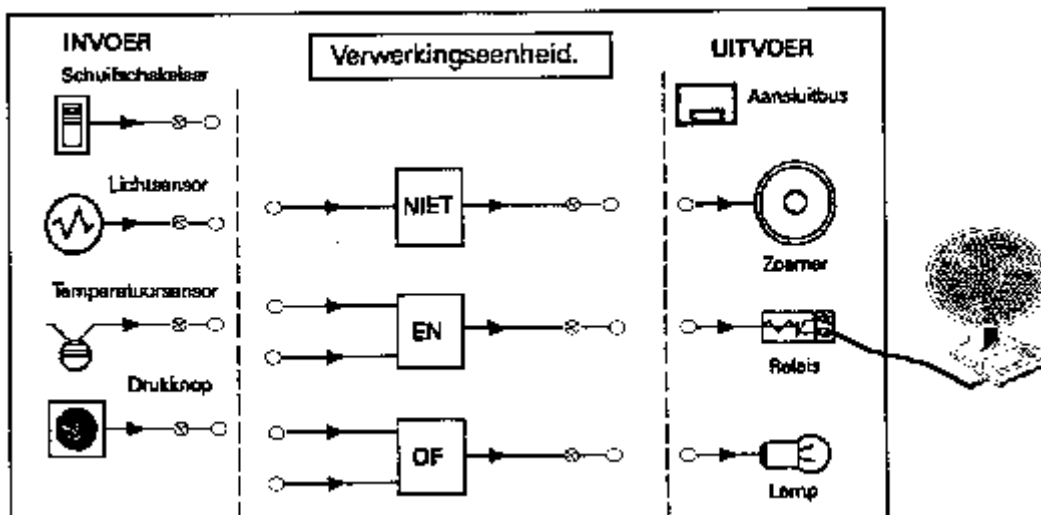 INVOER
Schuifschakelaar
Lichtsensor
Temperatuursensor
Drukknop
Verwerkingseenheid.
NIET
EN
OF
UITVOER
Aansluitbus
Zoemer
Relais
Lamp